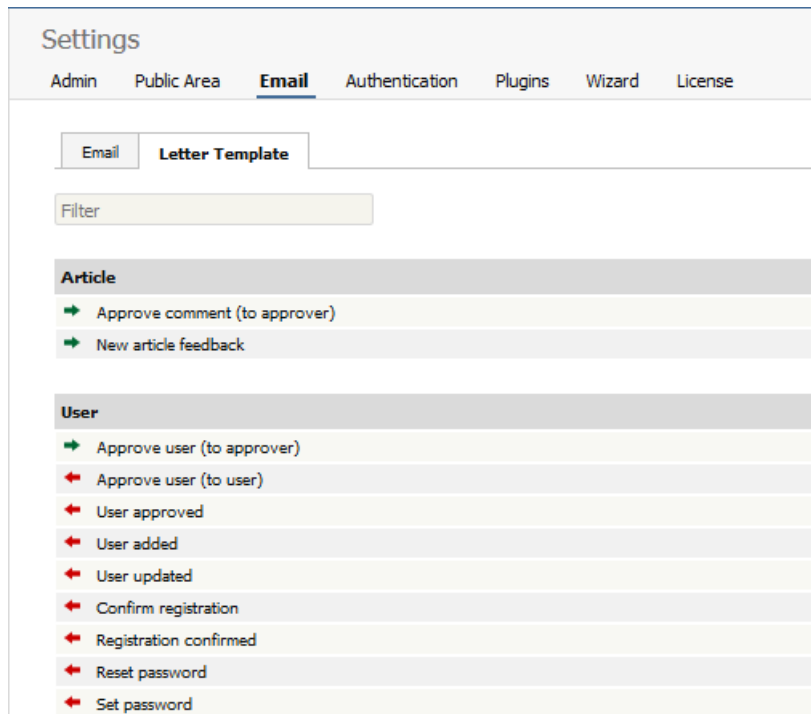 Settings
Admin Public Area Email Authentication Plugins Wizard License
Email Letter Template
Filter
Article
Approve comment (to approver)
New article feedback
User
Approve user (to approver)
Approve user (to user)
User approved
User added
User updated
Confirm registration
Registration confirmed
Reset password
Set password